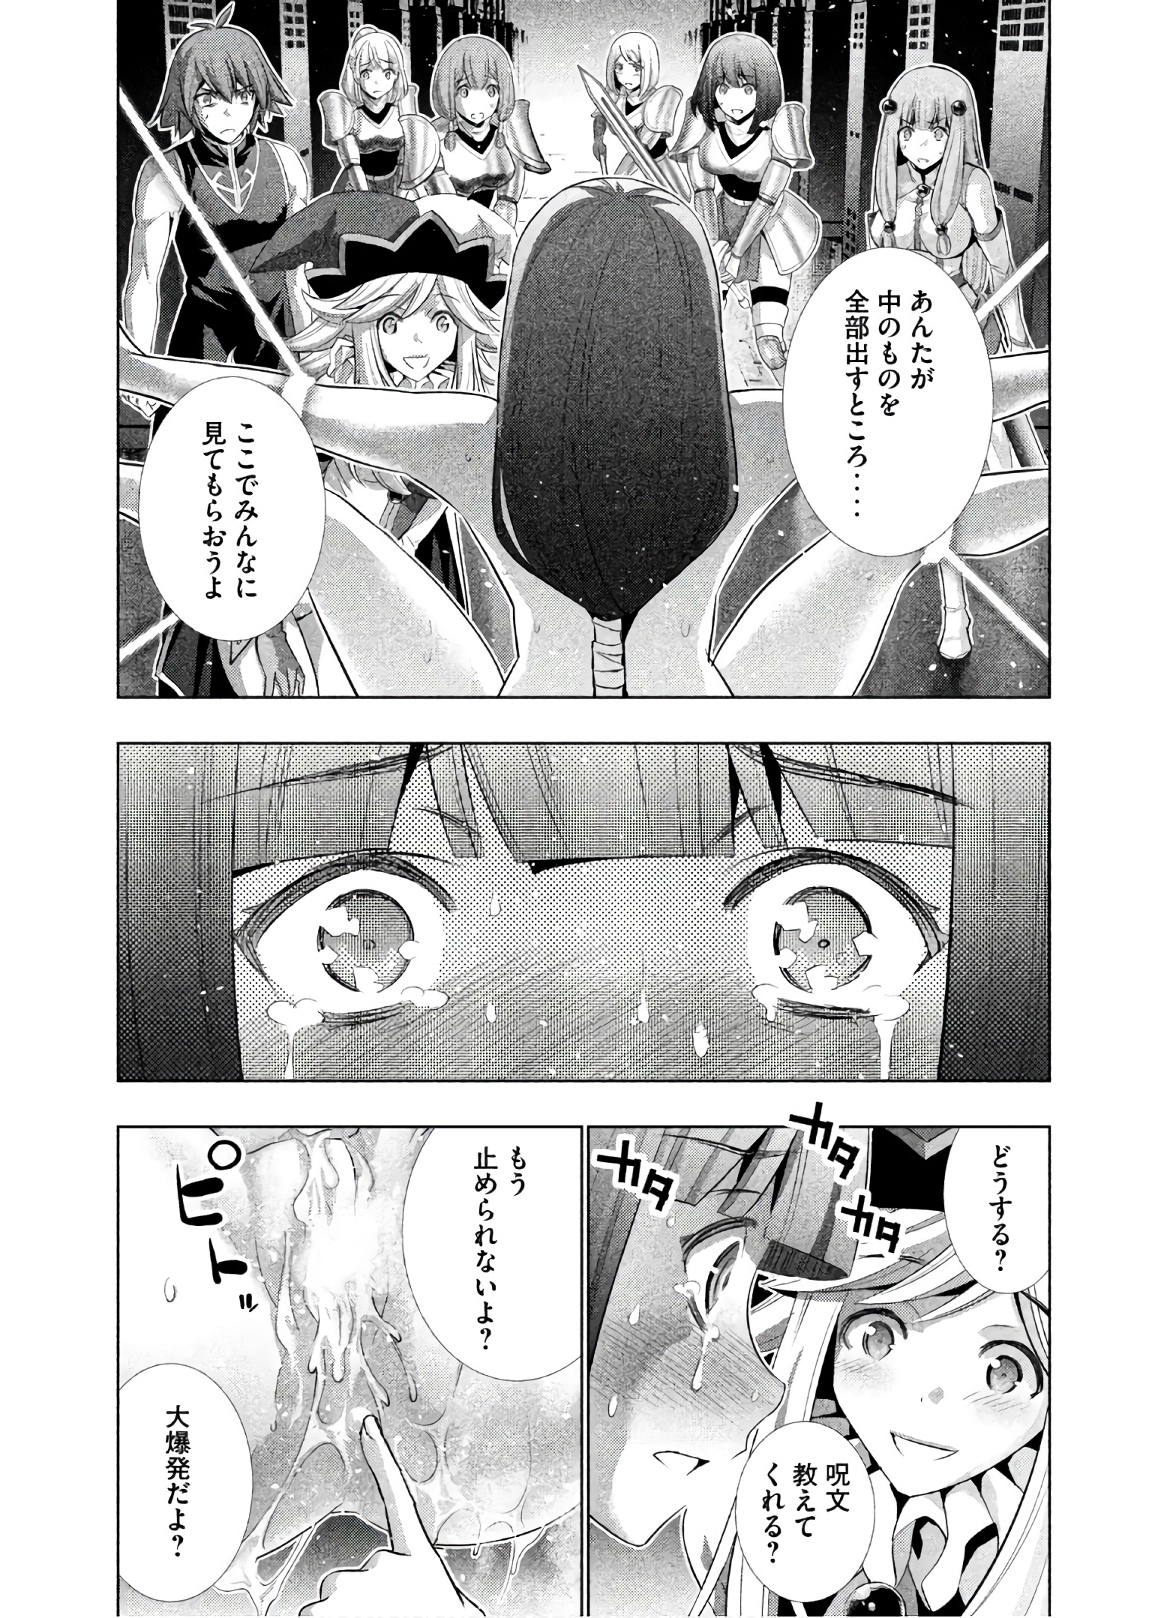 あんたが
中のものを
全部出すところ‥‥
ここでみんなに
見てもらおうよ
どうする?
カタ
カタ
カタ
呪文
教えて
くれる?
もう
止められないよ?
ピト
大爆発だよ?